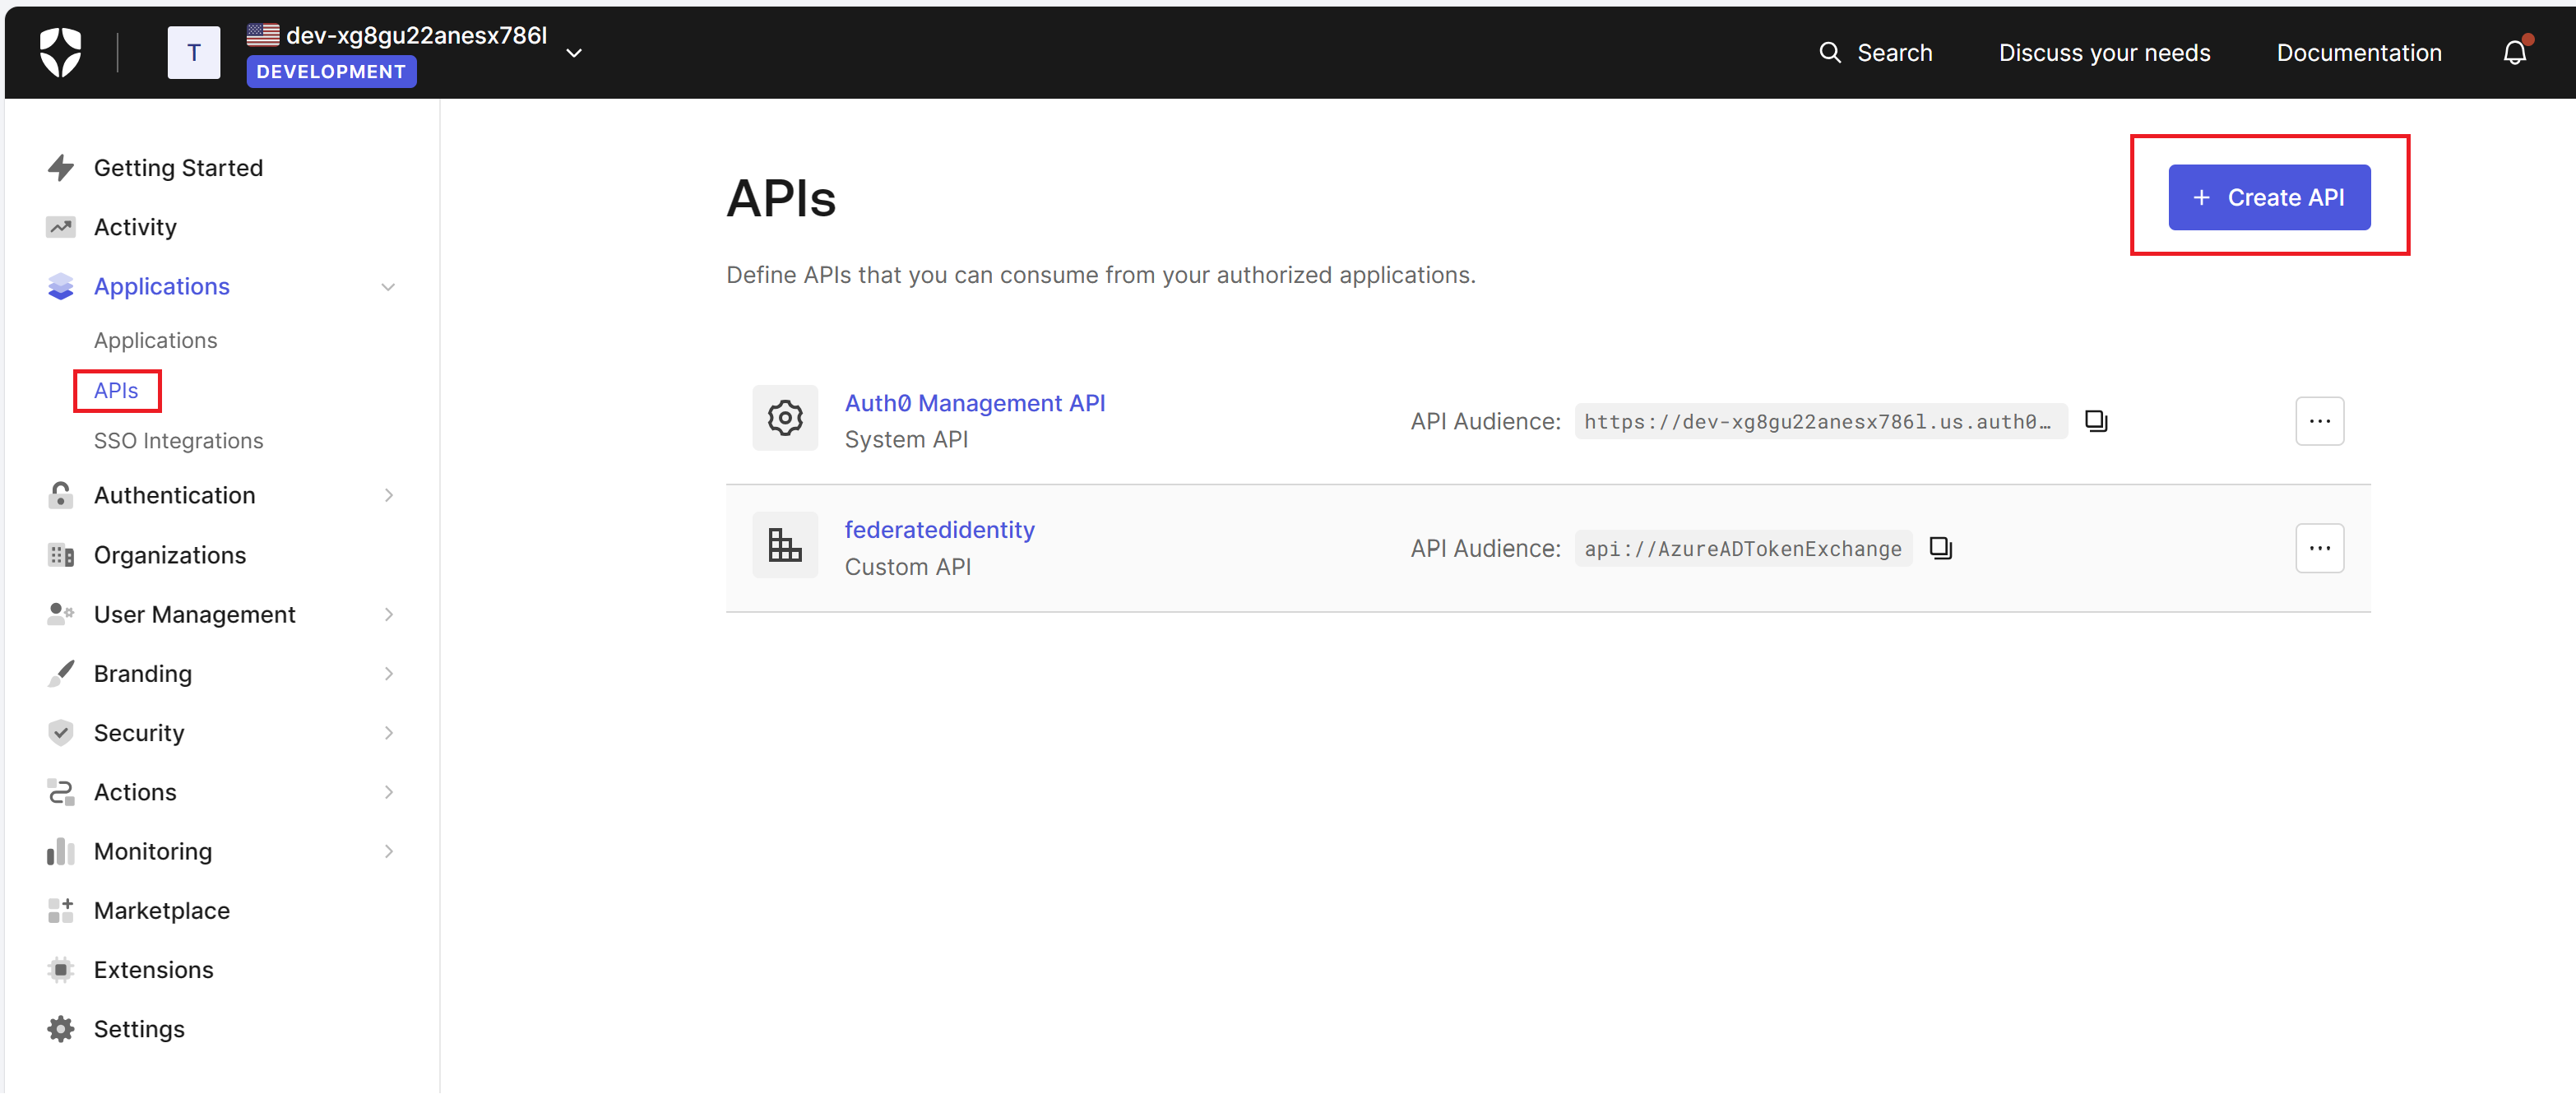 T
dev-xg8gu22anesx786l
DEVELOPMENT
Search
Discuss your needs
Documentation
Getting Started
Activity
Applications
Applications
APIs
SSO Integrations
Authentication
Organizations
User Management
Branding
Security
Actions
Monitoring
Marketplace
Extensions
Settings
APIs
+ Create API
Define APIs that you can consume from your authorized applications.
Auth0 Management API
System API
API Audience: https://dev-xg8gu22anesx786l.us.auth0…
federatedidentity
Custom API
API Audience: api://AzureADTokenExchange